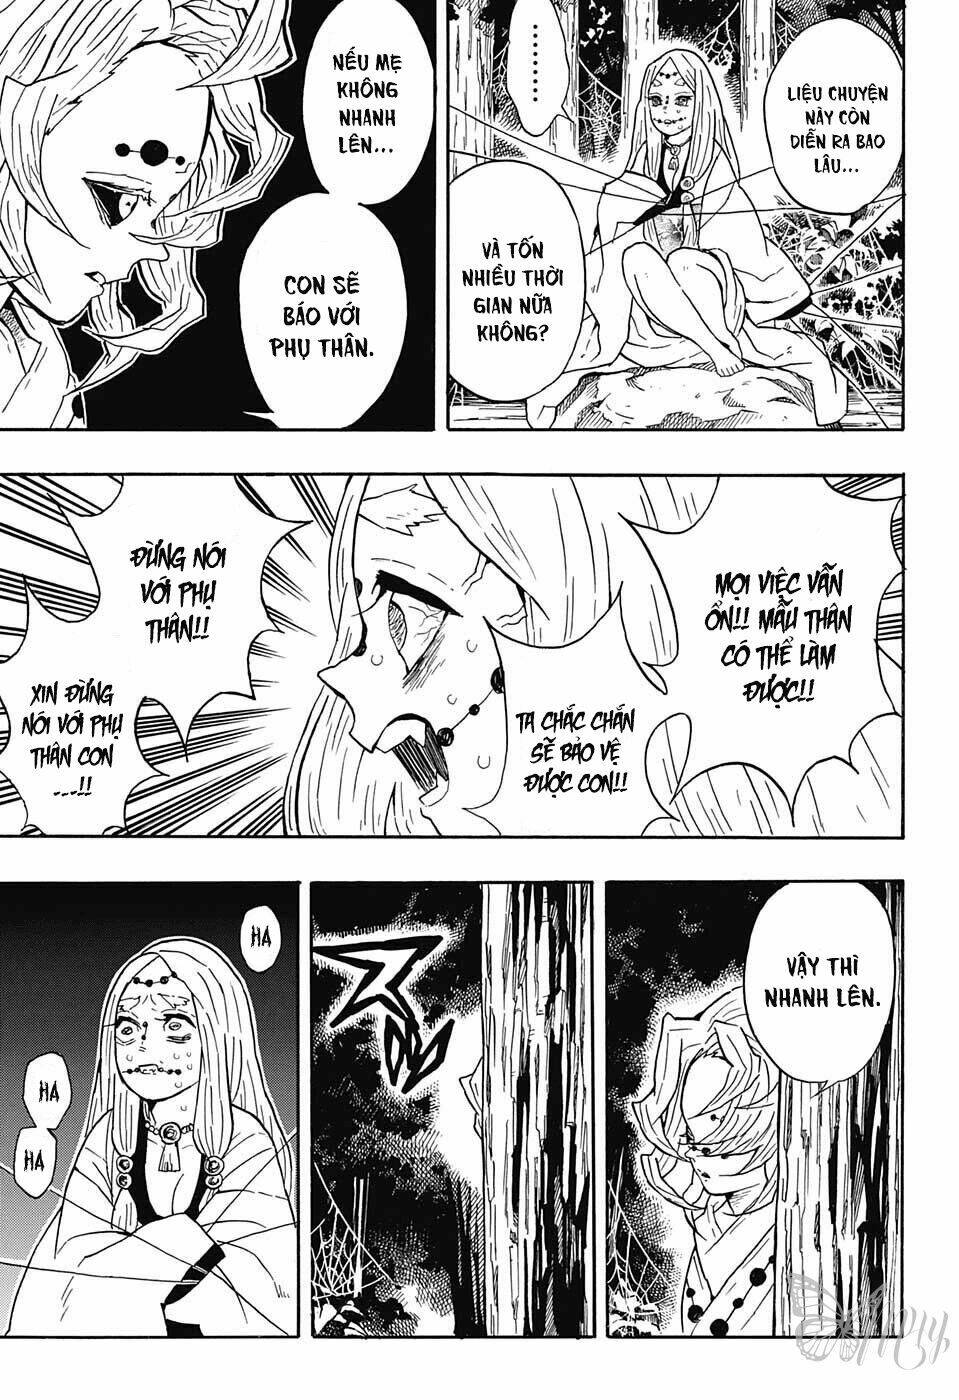 LIỆU CHUYỆN
NÀY CÒN
DIỄN RA BAO
LÂU...
VÀ TỐN
NHIỀU THỜI
GIAN NỮA
KHÔNG?
.........
NẾU MẸ
KHÔNG
NHANH
LÊN...
CON SẼ
BÁO VỚI
PHỤ THÂN.
MỌI VIỆC VẪN
ỔN!! MẪU THÂN
CÓ THỂ LÀM
ĐƯỢC!!
TA CHẮC CHẮN
SẼ BẢO VỆ
ĐƯỢC CON!!
ĐỪNG NÓI
VỚI PHỤ
THÂN!!
XIN ĐỪNG
NÓI VỚI PHỤ
THÂN CON
....!!
VẬY THÌ
NHANH LÊN.
HA
HA
HA